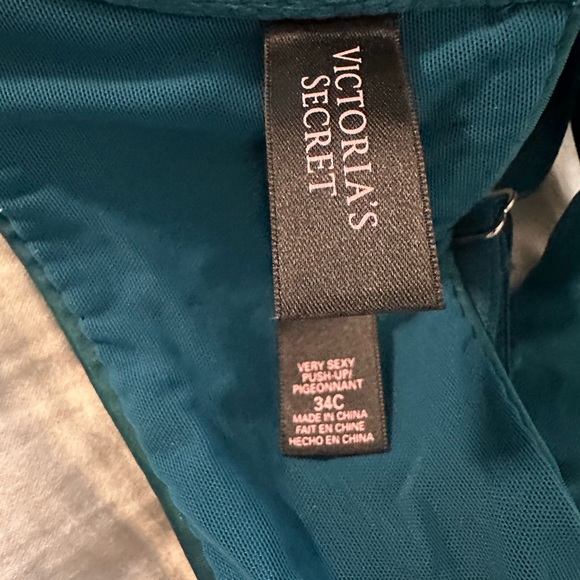 VICTORIA'S
SECRET
VERY SEXY
PUSH-UP/
PIGEONNANT
34C
MADE IN CHINA
FAIT EN CHINE
HECHO EN CHINA